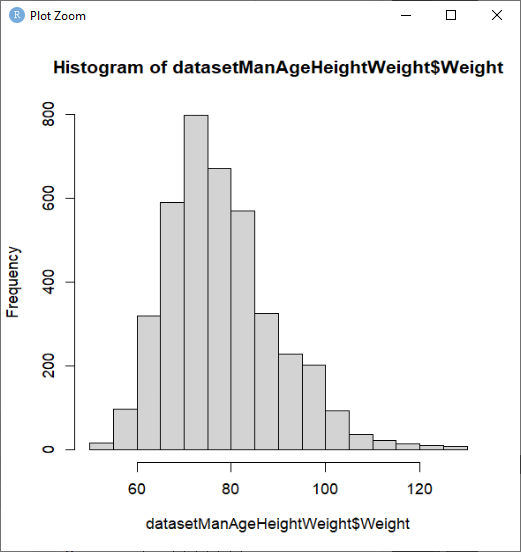 R Plot Zoom
Histogram of datasetManAgeHeightWeight$Weight
800
600
400
200
0
Frequency
60 80 100 120
datasetManAgeHeightWeight$Weight